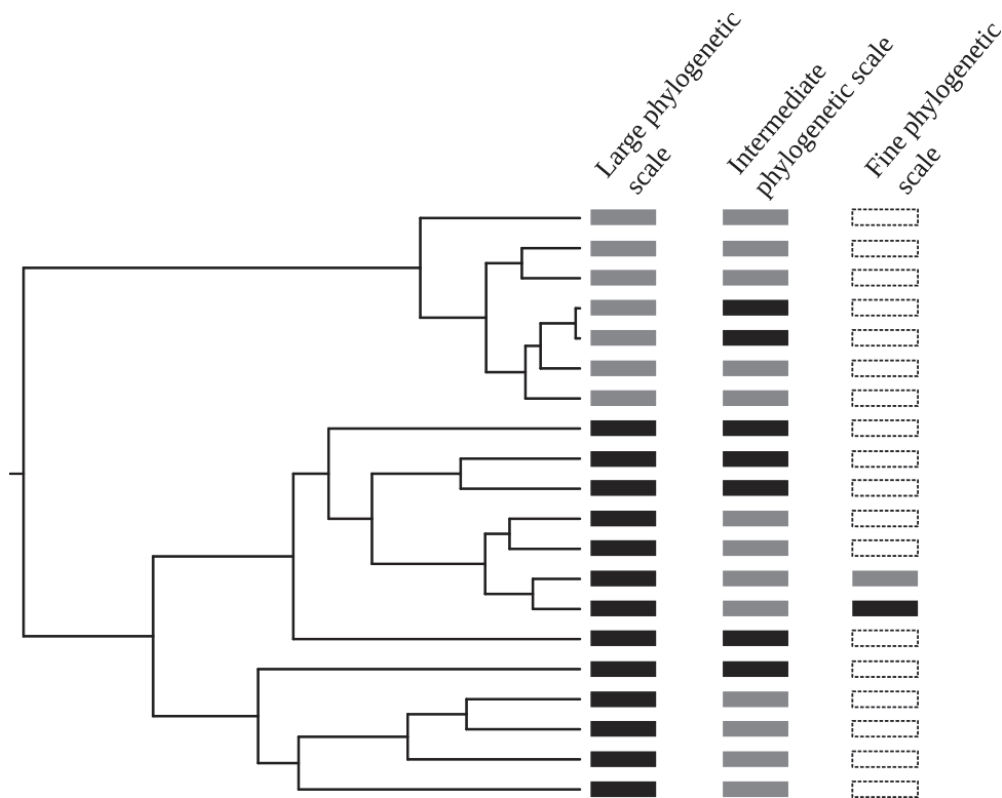 Large phylogenetic
scale
Intermediate
phylogenetic scale
Fine phylogenetic
scale